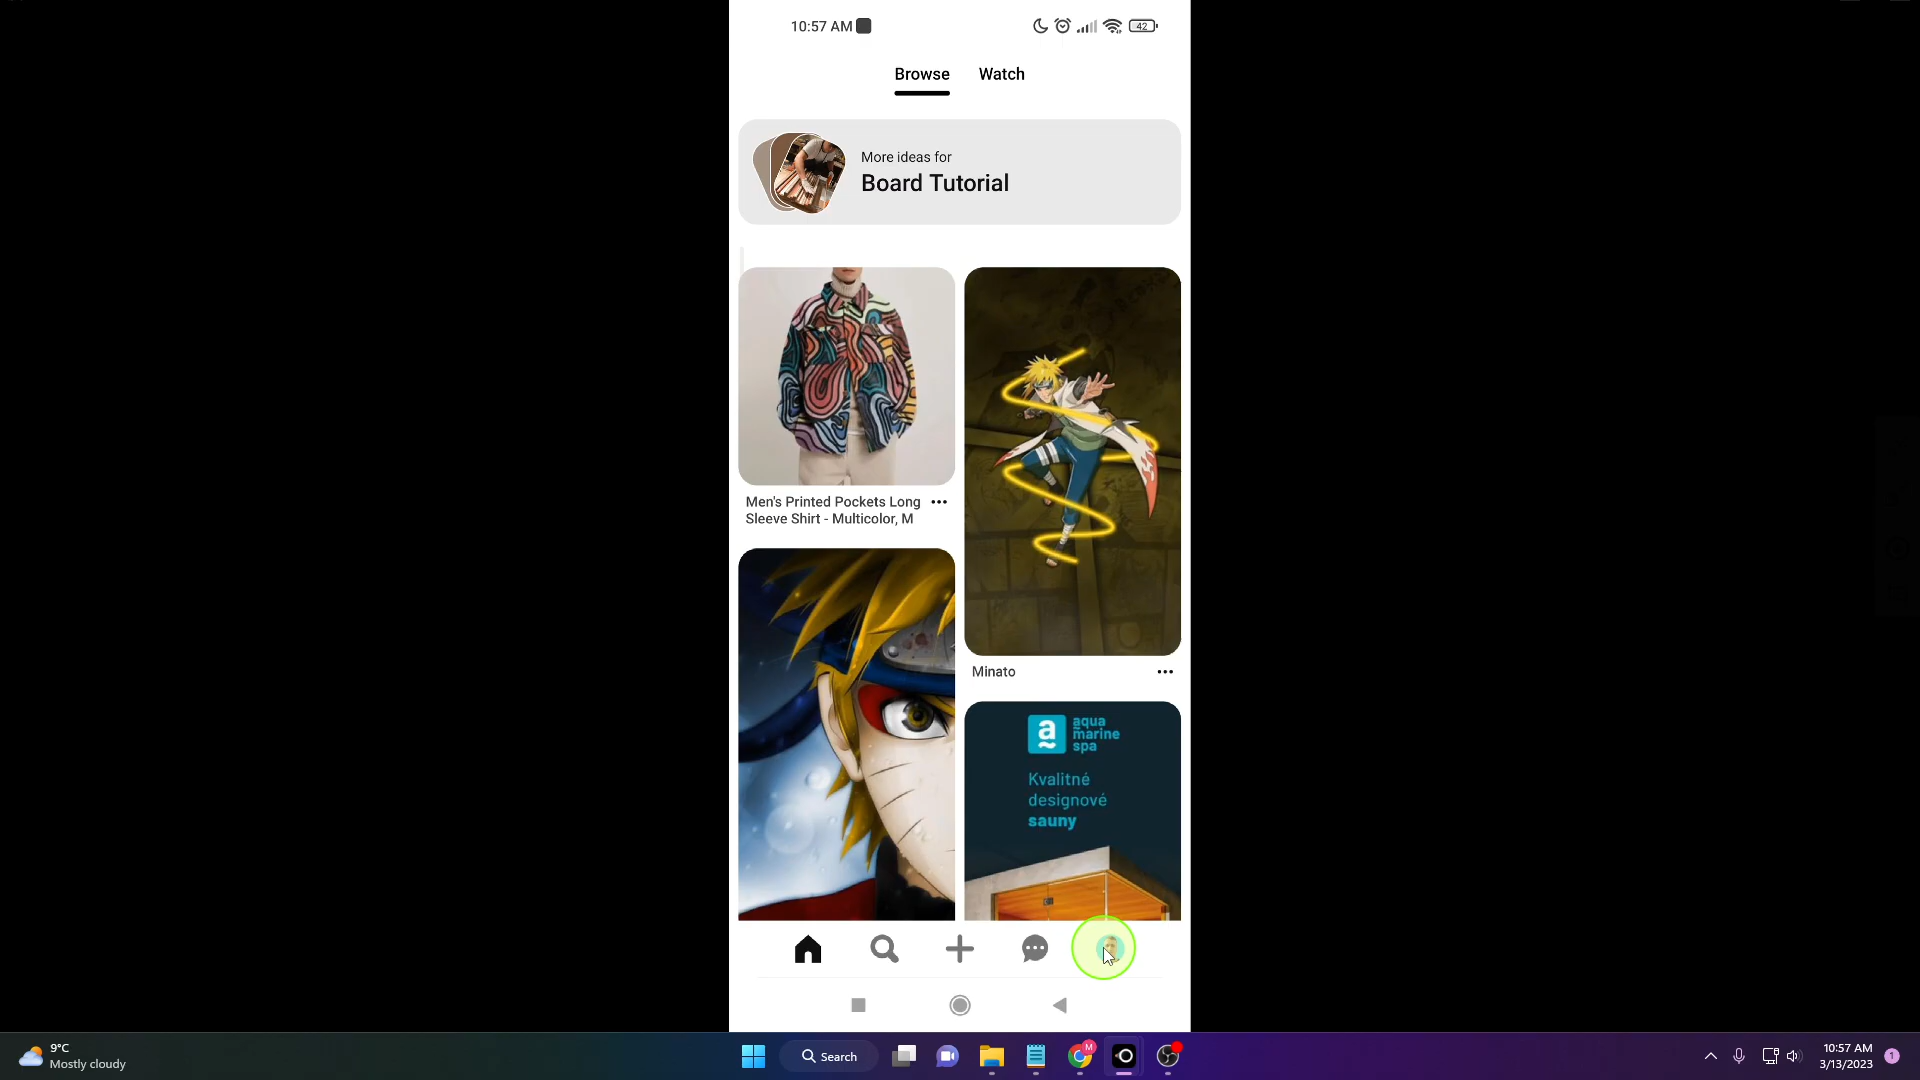 10:57 AM
42
Browse
Watch
More ideas for
Board Tutorial
Men's Printed Pockets Long
Sleeve Shirt - Multicolor, M
Minato
a
aqua
marine
spa
Kvalitné
designové
sauny
9°C
Mostly cloudy
Search
M
10:57 AM
3/13/2023
1